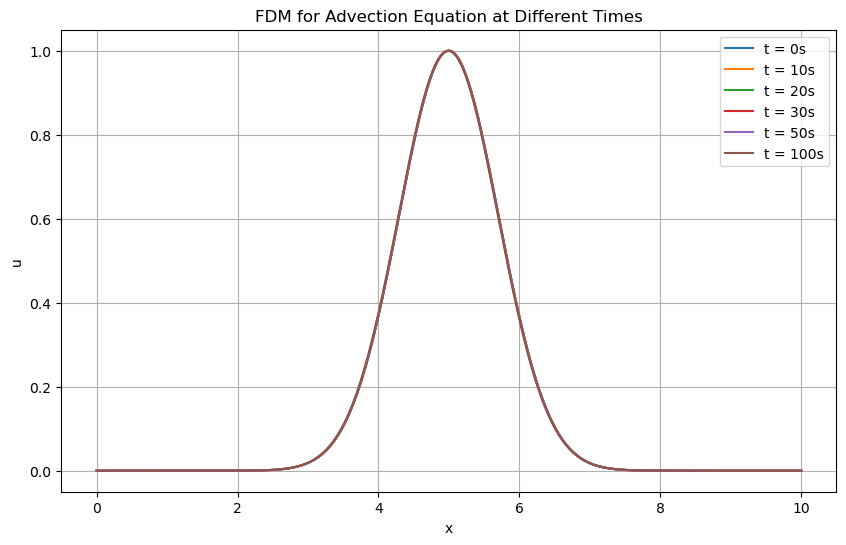 FDM for Advection Equation at Different Times
t = 0s
t = 10s
t = 20s
t = 30s
t = 50s
t = 100s
1.0
0.8
0.6
0.4
0.2
0.0
u
0 2 4 6 8 10
x